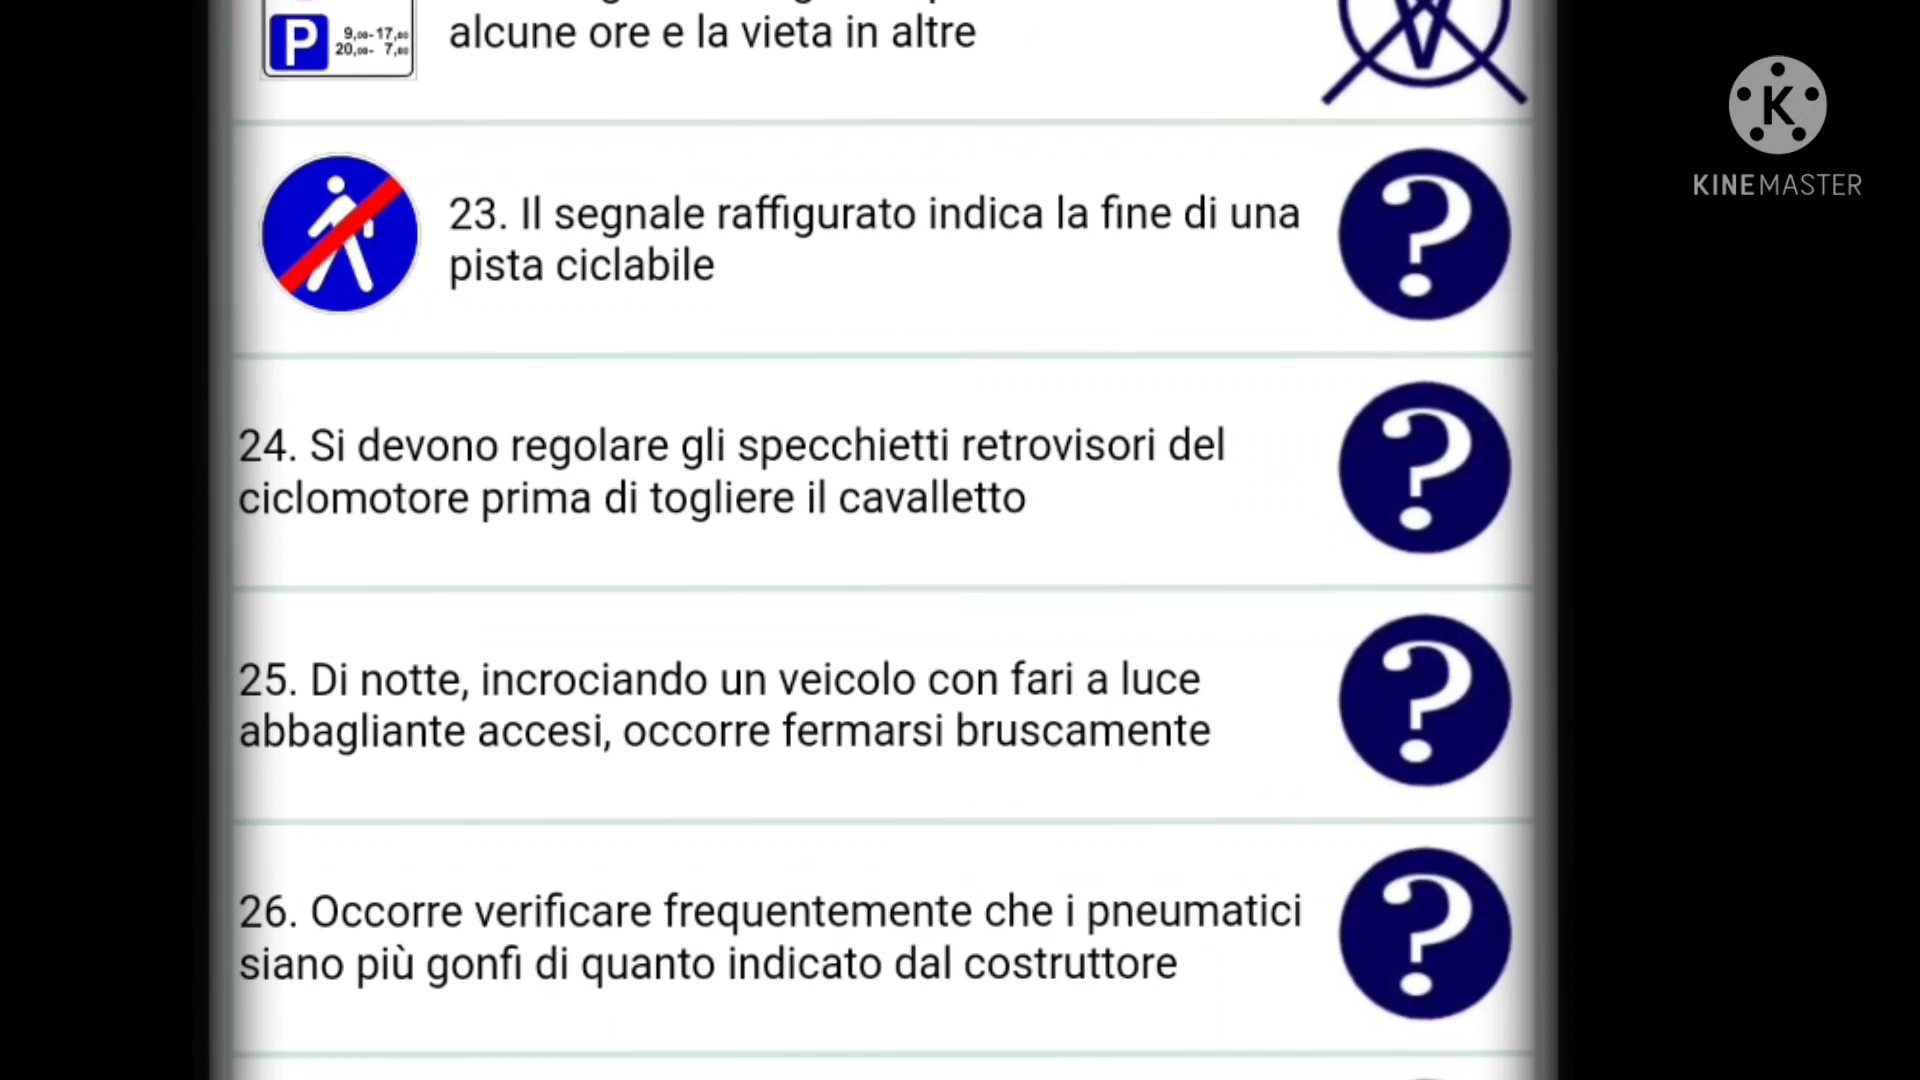 alcune ore e la vieta in altre
P
9,00-17,00
20,00- 7,00
V
K
KINEMASTER
23. Il segnale raffigurato indica la fine di una
pista ciclabile
?
24. Si devono regolare gli specchietti retrovisori del
ciclomotore prima di togliere il cavalletto
?
25. Di notte, incrociando un veicolo con fari a luce
abbagliante accesi, occorre fermarsi bruscamente
?
26. Occorre verificare frequentemente che i pneumatici
siano più gonfi di quanto indicato dal costruttore
?